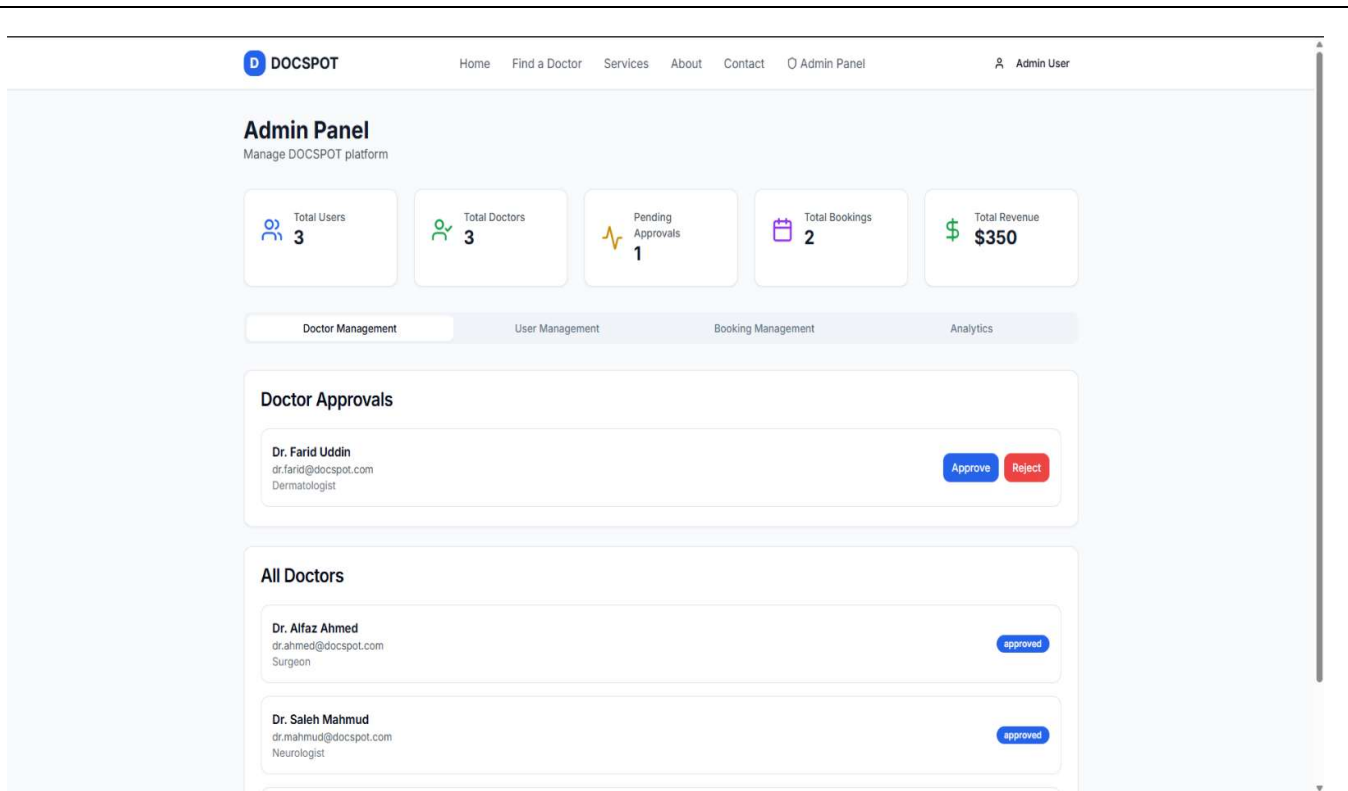 D DOCSPOT
Home Find a Doctor Services About Contact Admin Panel
Admin User
Admin Panel
Manage DOCSPOT platform
Total Users
3
Total Doctors
3
Pending
Approvals
1
Total Bookings
2
Total Revenue
$350
Doctor Management User Management Booking Management Analytics
Doctor Approvals
Dr. Farid Uddin
dr.farid@docspot.com
Dermatologist
Approve Reject
All Doctors
Dr. Alfaz Ahmed
dr.ahmed@docspot.com
Surgeon
approved
Dr. Saleh Mahmud
dr.mahmud@docspot.com
Neurologist
approved